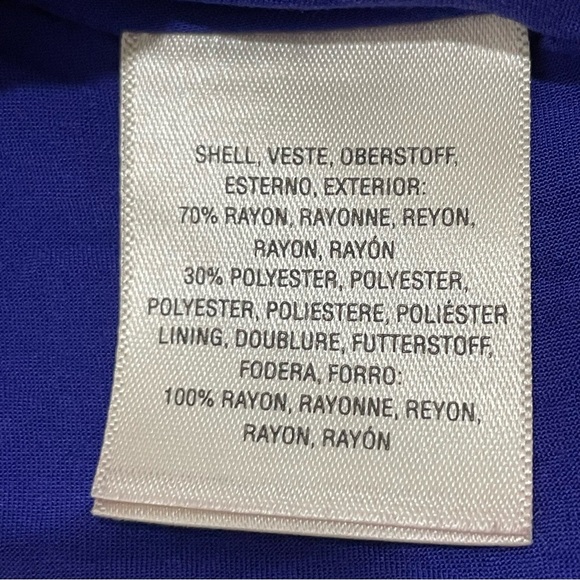 SHELL, VESTE, OBERSTOFF,
ESTERNO, EXTERIOR:
70% RAYON, RAYONNE, REYON,
RAYON, RAYÓN
30% POLYESTER, POLYESTER,
POLYESTER, POLIESTERE, POLIÉSTER
LINING, DOUBLURE, FUTTERSTOFF,
FODERA, FORRO:
100% RAYON, RAYONNE, REYON,
RAYON, RAYÓN